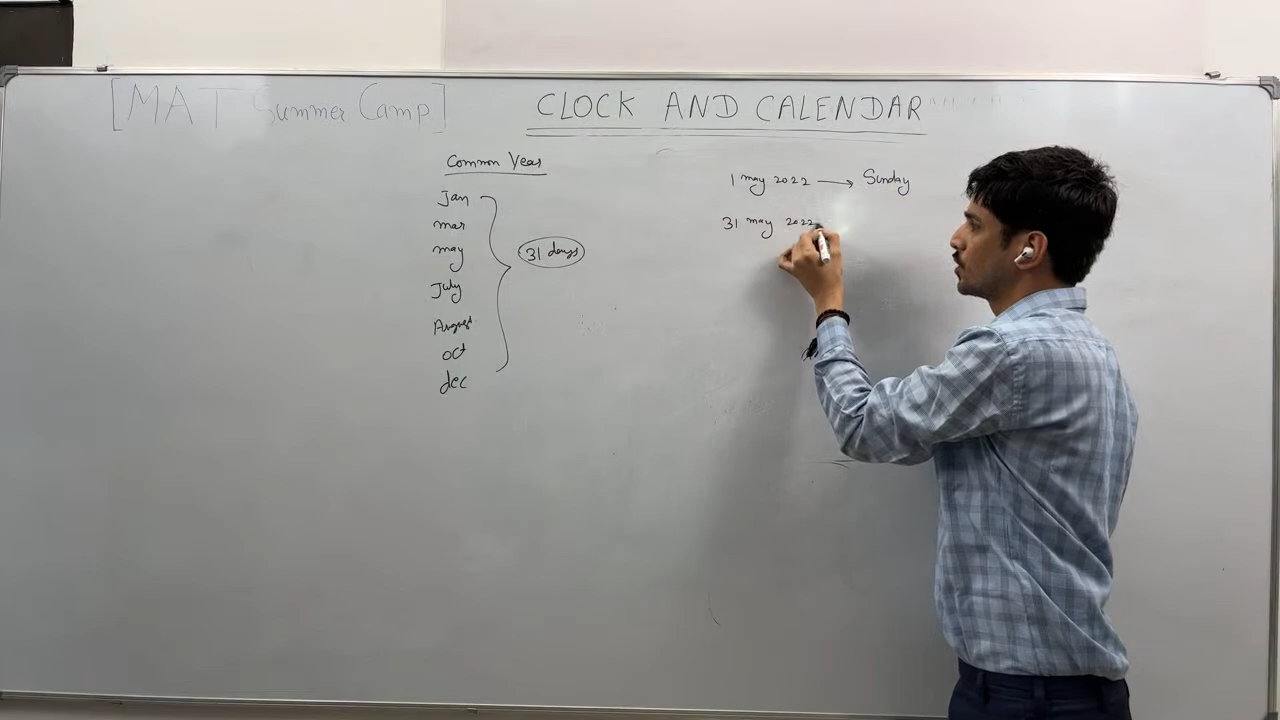 [MAT Summer Camp]
CLOCK AND CALENDAR
Common Year
Jan
mar
may
July
August
oct
dec
31 days
1 may 2022 → Sunday
31 may 2022